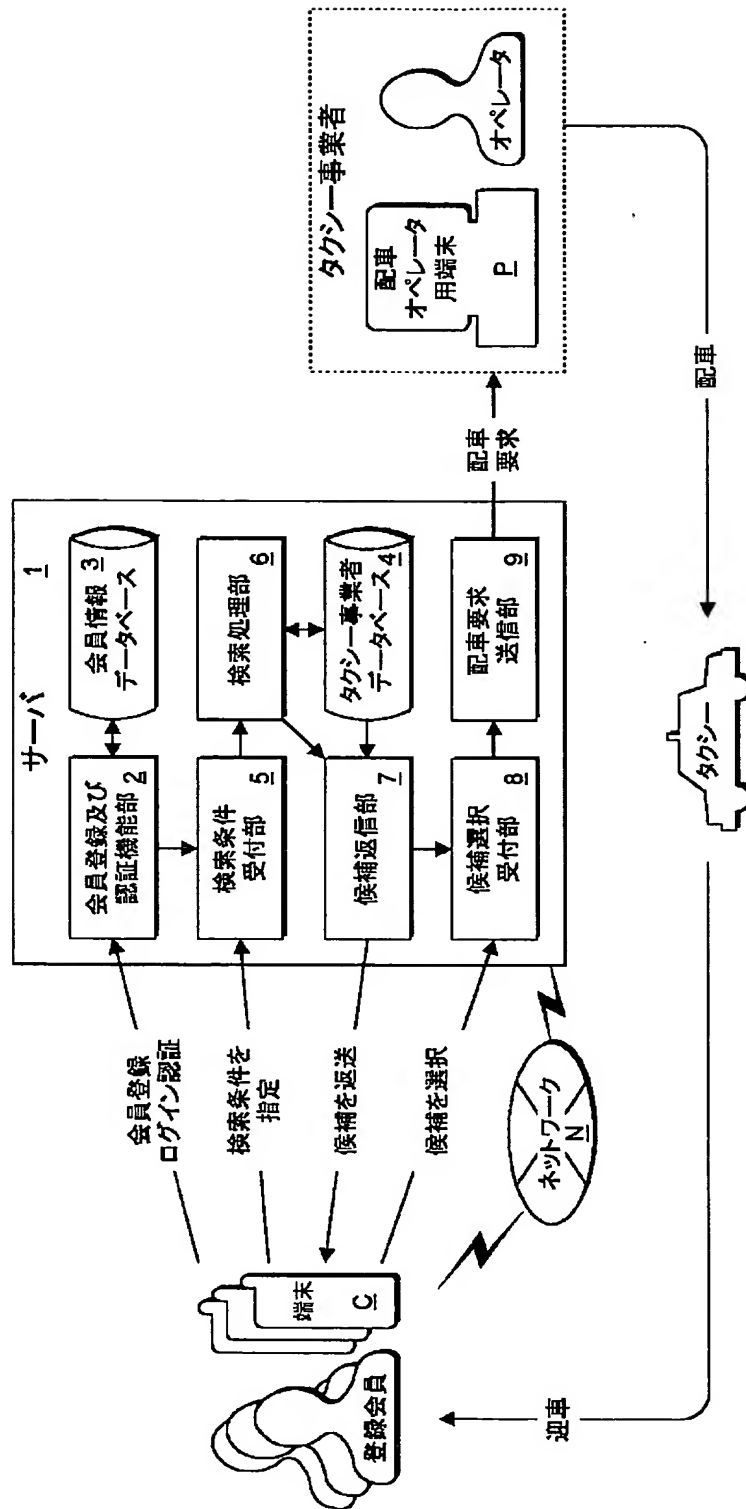 サーバ
1
会員登録及び
認証機能部 2
会員情報 3
データベース
検索条件
受付部
5
検索処理部
6
候補返信部
7
タクシー事業者
データベース 4
候補選択
受付部
8
配車要求
送信部
9
会員登録
ログイン認証
検索条件を
指定
候補を返送
候補を選択
端末
C
登録会員
ネットワーク
N
配車
要求
タクシー事業者
配車
オペレータ
用端末
P
オペレータ
配車
タクシー
迎車